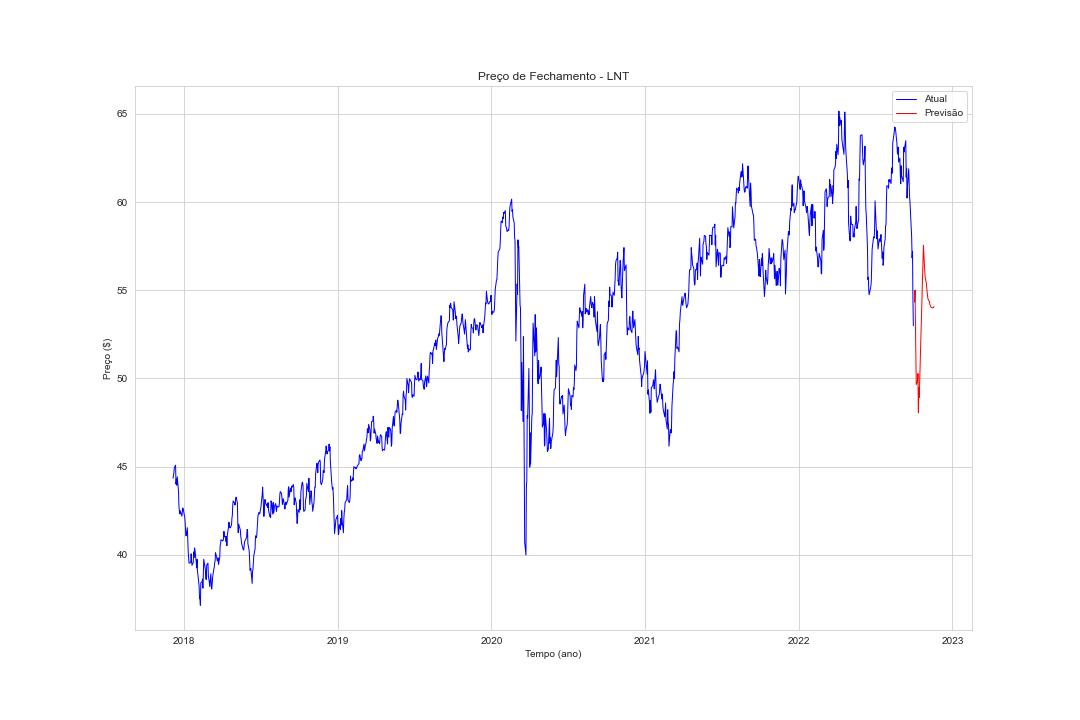 Preço de Fechamento - LNT
Atual
Previsão
65
60
55
50
45
40
Preço ($)
2018 2019 2020 2021 2022 2023
Tempo (ano)